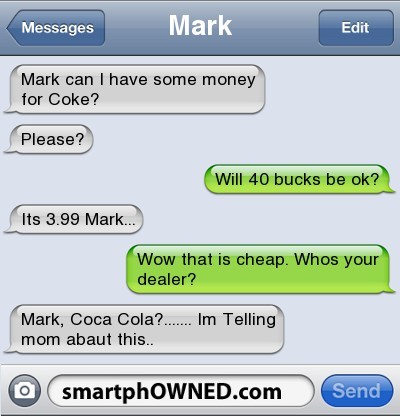 Messages
Mark
Edit
Mark can I have some money
for Coke?
Please?
Will 40 bucks be ok?
Its 3.99 Mark...
Wow that is cheap. Whos your
dealer?
Mark, Coca Cola?....... Im Telling
mom abaut this..
smartphOWNED.com
Send